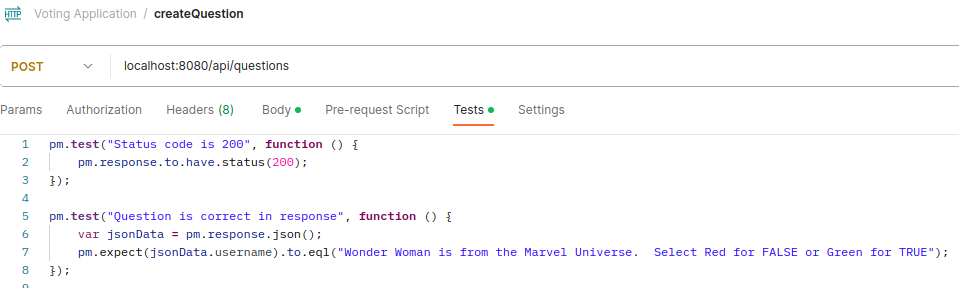 HTTP Voting Application / createQuestion
POST localhost:8080/api/questions
Params Authorization Headers (8) Body Pre-request Script Tests Settings
1 pm.test("Status code is 200", function () {
2 pm.response.to.have.status(200);
3 });
4
5 pm.test("Question is correct in response", function () {
6 var jsonData = pm.response.json();
7 pm.expect(jsonData.username).to.eql("Wonder Woman is from the Marvel Universe.  Select Red for FALSE or Green for TRUE");
8 });
9